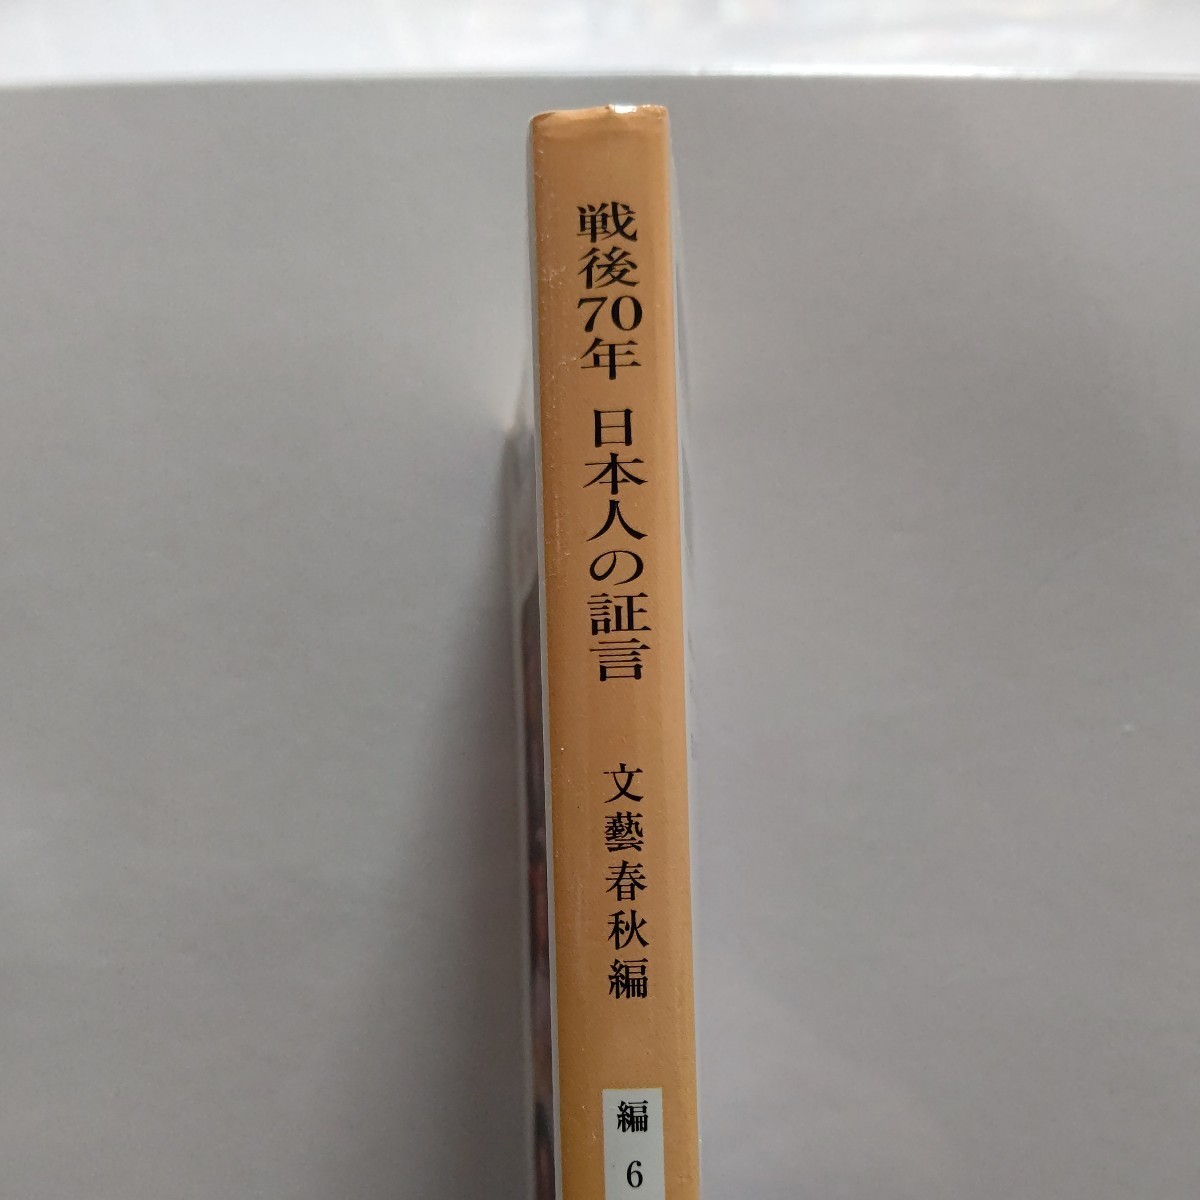 戦後70年 日本人の証言
文藝春秋編
編
6